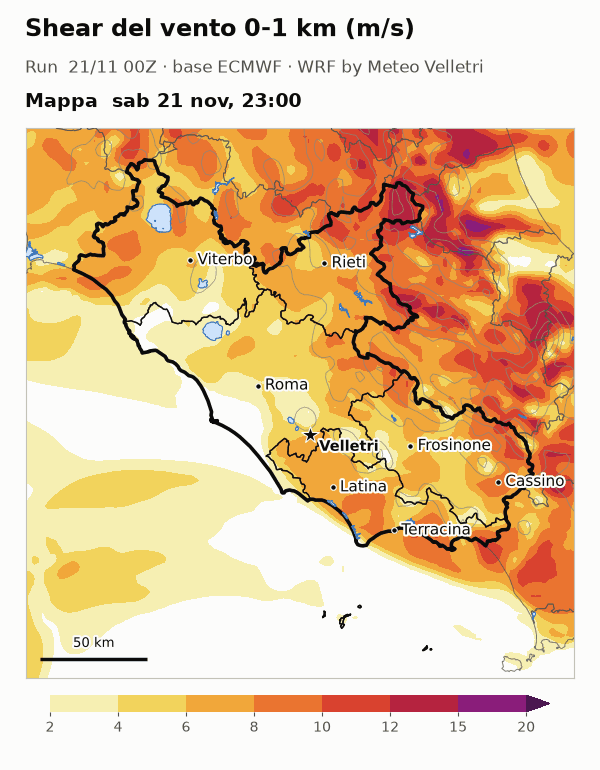 Shear del vento 0-1 km (m/s)
Run  21/11 00Z · base ECMWF · WRF by Meteo Velletri
Mappa  sab 21 nov, 23:00
Viterbo
Rieti
Roma
Velletri
Frosinone
Latina
Cassino
Terracina
50 km
2 4 6 8 10 12 15 20